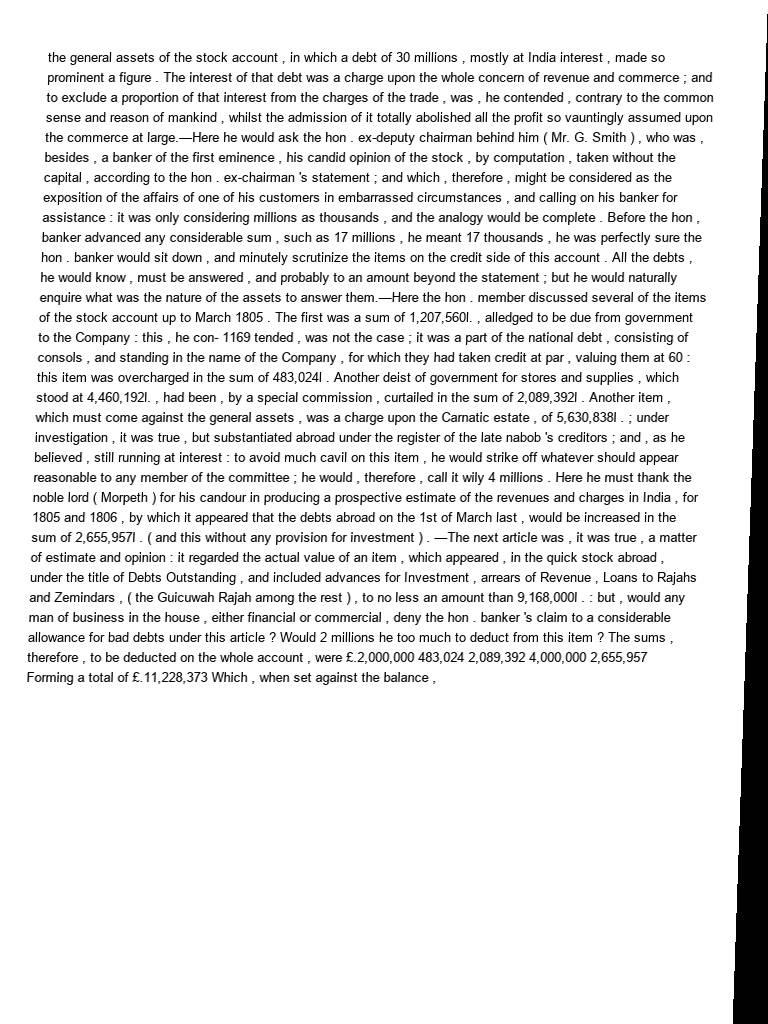 the general assets of the stock account , in which a debt of 30 millions , mostly at India interest , made so
prominent a figure . The interest of that debt was a charge upon the whole concern of revenue and commerce ; and
to exclude a proportion of that interest from the charges of the trade , was , he contended , contrary to the common
sense and reason of mankind , whilst the admission of it totally abolished all the profit so vauntingly assumed upon
the commerce at large.—Here he would ask the hon . ex-deputy chairman behind him ( Mr. G. Smith ) , who was ,
besides , a banker of the first eminence , his candid opinion of the stock , by computation , taken without the
capital , according to the hon . ex-chairman 's statement ; and which , therefore , might be considered as the
exposition of the affairs of one of his customers in embarrassed circumstances , and calling on his banker for
assistance : it was only considering millions as thousands , and the analogy would be complete . Before the hon ,
banker advanced any considerable sum , such as 17 millions , he meant 17 thousands , he was perfectly sure the
hon . banker would sit down , and minutely scrutinize the items on the credit side of this account . All the debts ,
he would know , must be answered , and probably to an amount beyond the statement ; but he would naturally
enquire what was the nature of the assets to answer them.—Here the hon . member discussed several of the items
of the stock account up to March 1805 . The first was a sum of 1,207,560l. , alledged to be due from government
to the Company : this , he con- 1169 tended , was not the case ; it was a part of the national debt , consisting of
consols , and standing in the name of the Company , for which they had taken credit at par , valuing them at 60 :
this item was overcharged in the sum of 483,024l . Another deist of government for stores and supplies , which
stood at 4,460,192l. , had been , by a special commission , curtailed in the sum of 2,089,392l . Another item ,
which must come against the general assets , was a charge upon the Carnatic estate , of 5,630,838l . ; under
investigation , it was true , but substantiated abroad under the register of the late nabob 's creditors ; and , as he
believed , still running at interest : to avoid much cavil on this item , he would strike off whatever should appear
reasonable to any member of the committee ; he would , therefore , call it wily 4 millions . Here he must thank the
noble lord ( Morpeth ) for his candour in producing a prospective estimate of the revenues and charges in India , for
1805 and 1806 , by which it appeared that the debts abroad on the 1st of March last , would be increased in the
sum of 2,655,957l . ( and this without any provision for investment ) . —The next article was , it was true , a matter
of estimate and opinion : it regarded the actual value of an item , which appeared , in the quick stock abroad ,
under the title of Debts Outstanding , and included advances for Investment , arrears of Revenue , Loans to Rajahs
and Zemindars , ( the Guicuwah Rajah among the rest ) , to no less an amount than 9,168,000l . : but , would any
man of business in the house , either financial or commercial , deny the hon . banker 's claim to a considerable
allowance for bad debts under this article ? Would 2 millions he too much to deduct from this item ? The sums ,
therefore , to be deducted on the whole account , were £.2,000,000 483,024 2,089,392 4,000,000 2,655,957
Forming a total of £.11,228,373 Which , when set against the balance ,